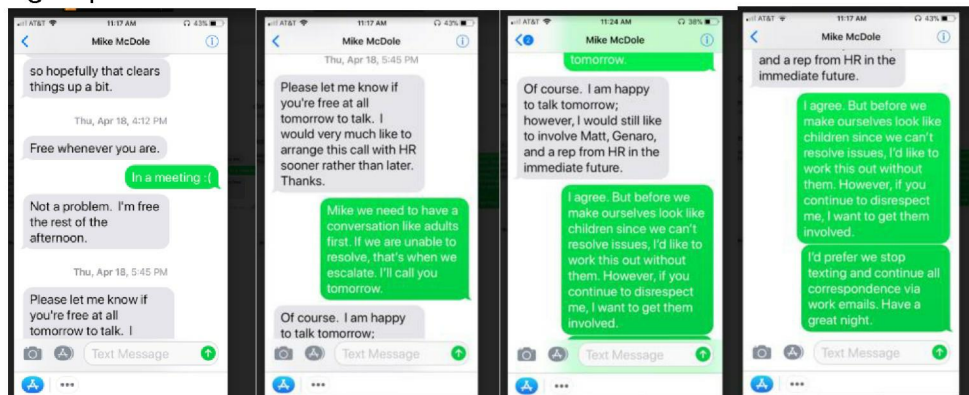 AT&T 11:17 AM 43%
Mike McDole
so hopefully that clears
things up a bit.
Thu, Apr 18, 4:12 PM
Free whenever you are.
In a meeting :(
Not a problem. I'm free
the rest of the
afternoon.
Thu, Apr 18, 5:45 PM
Please let me know if
you're free at all
tomorrow to talk. I
Text Message
AT&T 11:17 AM 43%
Mike McDole
Thu, Apr 18, 5:45 PM
Please let me know if
you're free at all
tomorrow to talk. I
would very much like to
arrange this call with HR
sooner rather than later.
Thanks.
Mike we need to have a
conversation like adults
first. If we are unable to
resolve, that's when we
escalate. I'll call you
tomorrow.
Of course. I am happy
to talk tomorrow;
Text Message
AT&T 11:24 AM 38%
2
Mike McDole
tomorrow.
Of course. I am happy
to talk tomorrow;
however, I would still like
to involve Matt, Genaro,
and a rep from HR in the
immediate future.
I agree. But before we
make ourselves look like
children since we can't
resolve issues, I'd like to
work this out without
them. However, if you
continue to disrespect
me, I want to get them
involved.
Text Message
AT&T 11:17 AM 43%
Mike McDole
and a rep from HR in the
immediate future.
I agree. But before we
make ourselves look like
children since we can't
resolve issues, I'd like to
work this out without
them. However, if you
continue to disrespect
me, I want to get them
involved.
I'd prefer we stop
texting and continue all
correspondence via
work emails. Have a
great night.
Text Message